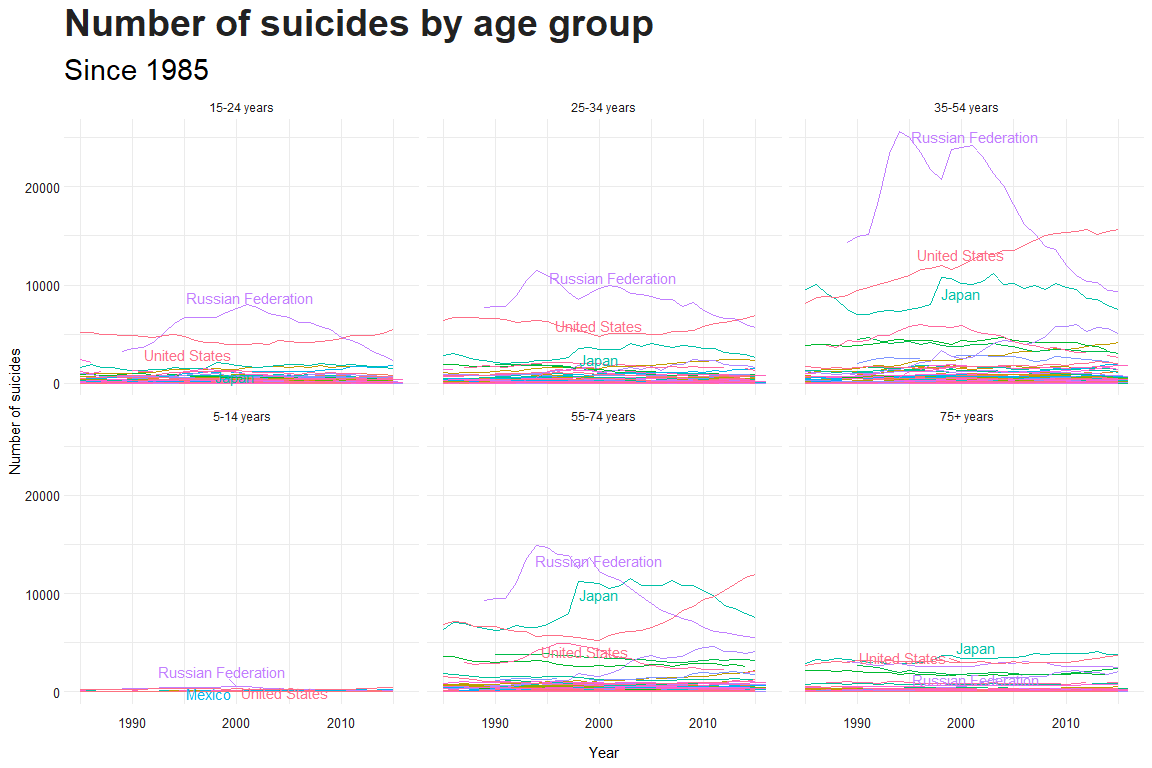 Number of suicides by age group
Since 1985
15-24 years
25-34 years
35-54 years
Russian Federation
United States
Japan
Russian Federation
United States
Japan
Russian Federation
United States
Japan
20000
10000
0
Number of suicides
5-14 years
55-74 years
75+ years
Russian Federation
Mexico
United States
Russian Federation
Japan
United States
Japan
United States
Russian Federation
20000
10000
0
1990
2000
2010
1990
2000
2010
1990
2000
2010
Year